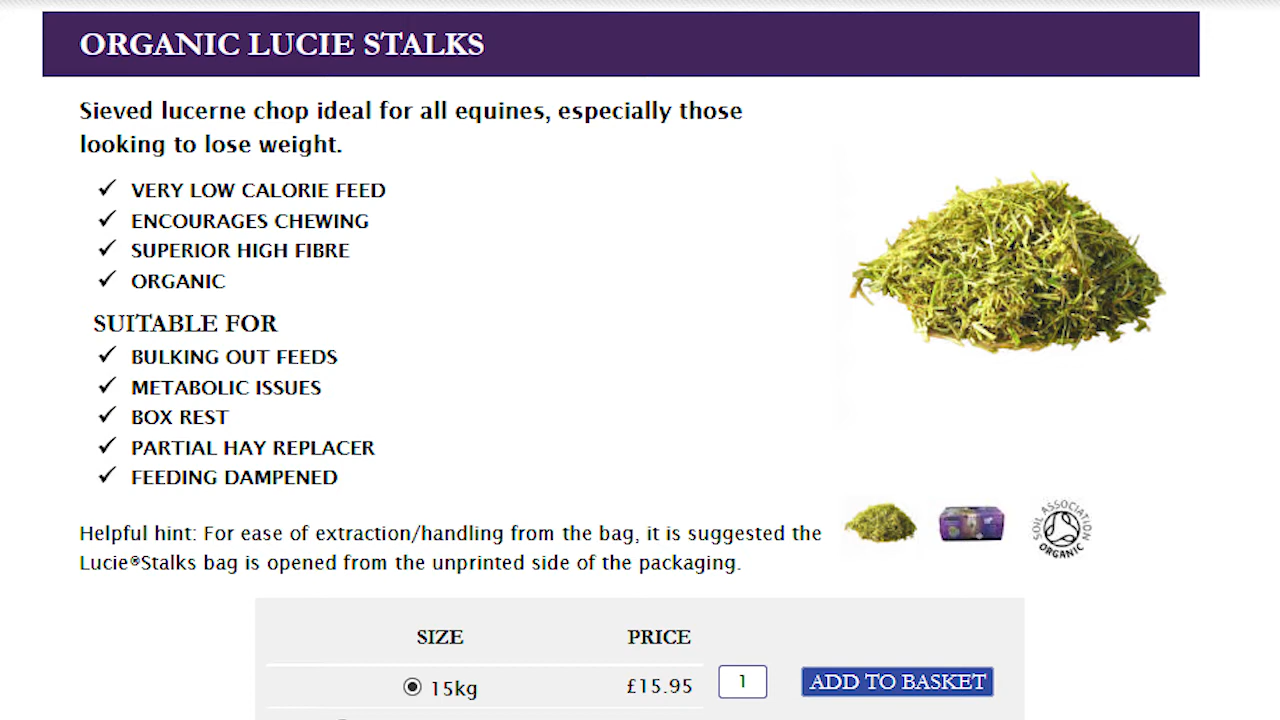 ORGANIC LUCIE STALKS
Sieved lucerne chop ideal for all equines, especially those
looking to lose weight.
✓ VERY LOW CALORIE FEED
✓ ENCOURAGES CHEWING
✓ SUPERIOR HIGH FIBRE
✓ ORGANIC
SUITABLE FOR
✓ BULKING OUT FEEDS
✓ METABOLIC ISSUES
✓ BOX REST
✓ PARTIAL HAY REPLACER
✓ FEEDING DAMPENED
Helpful hint: For ease of extraction/handling from the bag, it is suggested the
Lucie®Stalks bag is opened from the unprinted side of the packaging.
SOIL ASSOCIATION
ORGANIC
SIZE PRICE
15kg £15.95 1 ADD TO BASKET